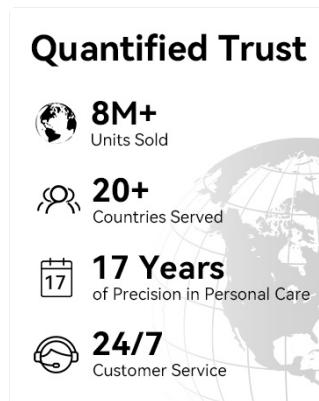 Quantified Trust
8M+
Units Sold
20+
Countries Served
17
17 Years
of Precision in Personal Care
24/7
Customer Service